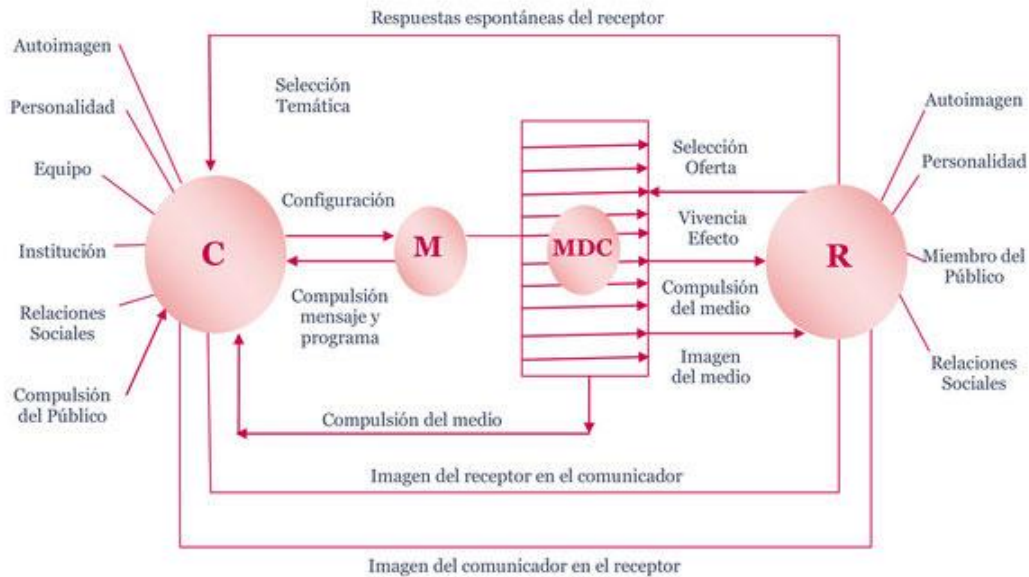 Respuestas espontáneas del receptor
Autoimagen
Personalidad
Equipo
Institución
Relaciones
Sociales
Compulsión
del Público
Selección
Temática
C
Configuración
Compulsión
mensaje y
programa
M
MDC
Selección
Oferta
Vivencia
Efecto
Compulsión
del medio
Imagen
del medio
R
Autoimagen
Personalidad
Miembro del
Público
Relaciones
Sociales
Compulsión del medio
Imagen del receptor en el comunicador
Imagen del comunicador en el receptor